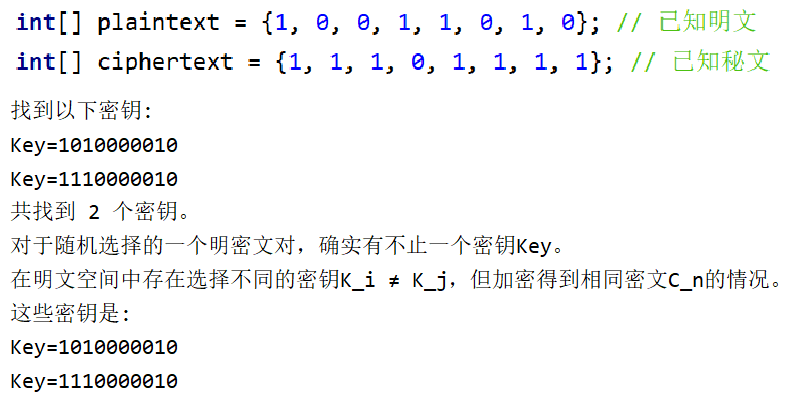 int[] plaintext = {1, 0, 0, 1, 1, 0, 1, 0}; // 已知明文
int[] ciphertext = {1, 1, 1, 0, 1, 1, 1, 1}; // 已知秘文
找到以下密钥:
Key=1010000010
Key=1110000010
共找到 2 个密钥。
对于随机选择的一个明密文对，确实有不止一个密钥Key。
在明文空间中存在选择不同的密钥K_i ≠ K_j，但加密得到相同密文C_n的情况。
这些密钥是:
Key=1010000010
Key=1110000010